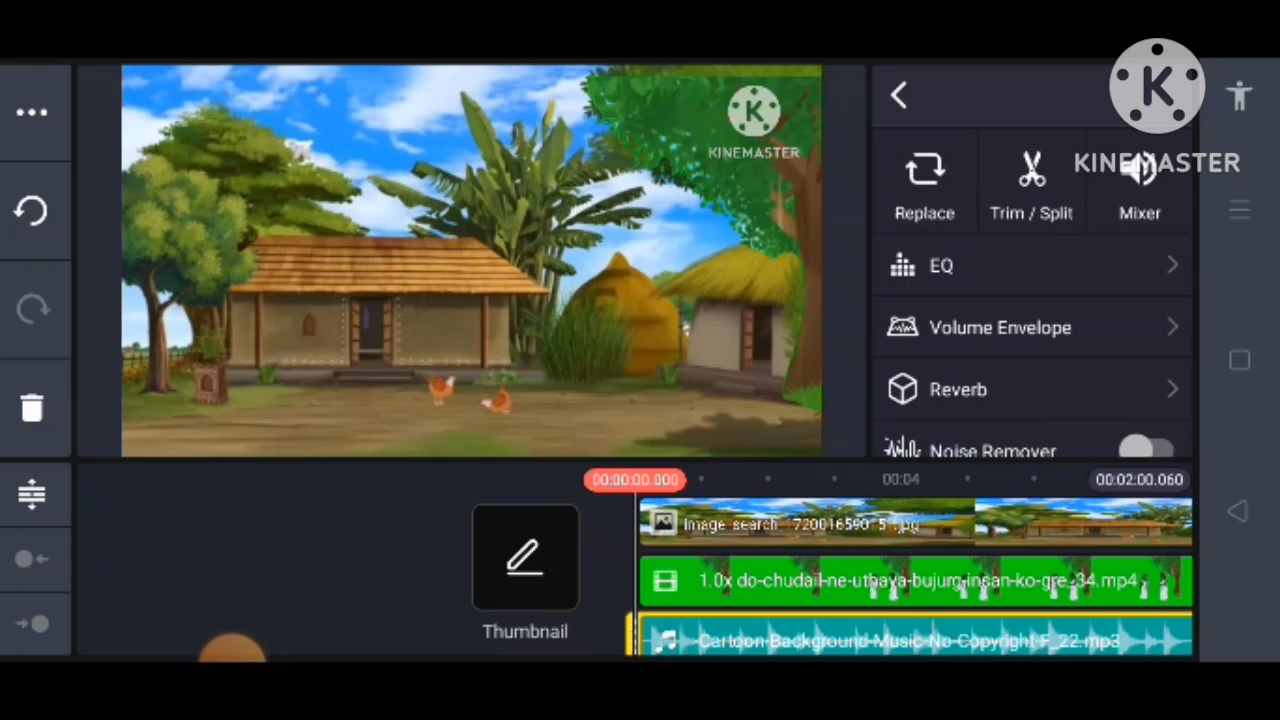 KINEMASTER
KINEMASTER
Replace
Trim / Split
Mixer
EQ
Volume Envelope
Reverb
Noise Remover
00:00:00.000
00:04
00:02:00.060
1.0x do-chudail-ne-uthaya-bujurg-insan-ko-gre_34.mp4
Thumbnail
Cartoon-Background-Music-No-Copyright-F_22.mp3